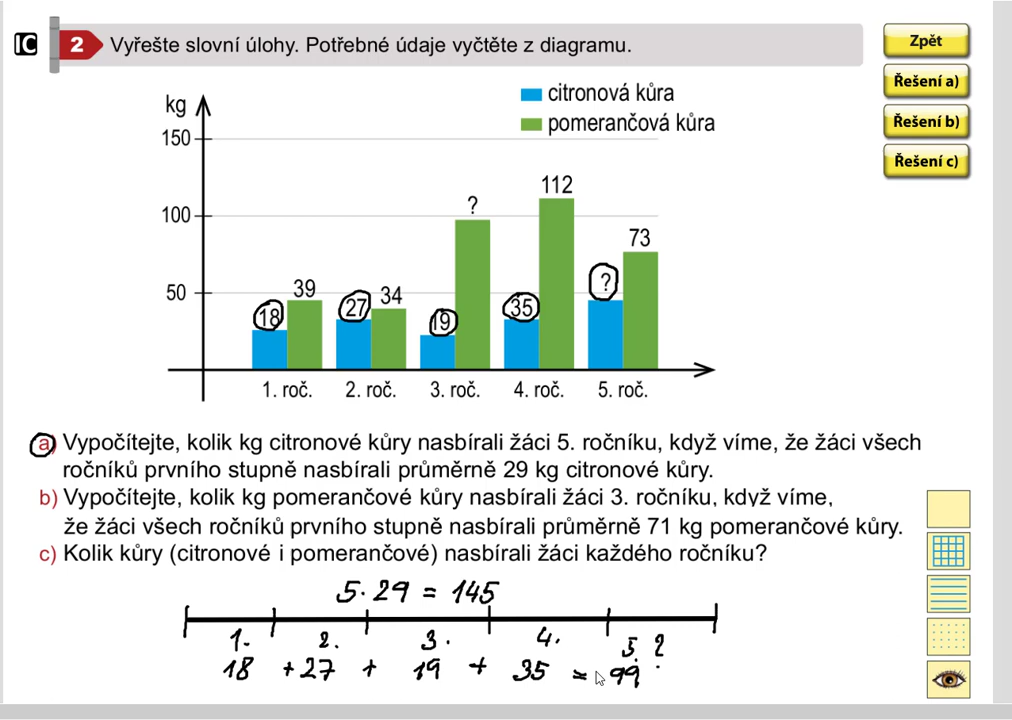 IC 2 Vyřešte slovní úlohy. Potřebné údaje vyčtěte z diagramu.
Zpět
Řešení a)
Řešení b)
Řešení c)
kg
citronová kůra
pomerančová kůra
150
100
50
18 39 27 34 19 ? 35 112 ? 73
1. roč. 2. roč. 3. roč. 4. roč. 5. roč.
a) Vypočítejte, kolik kg citronové kůry nasbírali žáci 5. ročníku, když víme, že žáci všech
ročníků prvního stupně nasbírali průměrně 29 kg citronové kůry.
b) Vypočítejte, kolik kg pomerančové kůry nasbírali žáci 3. ročníku, když víme,
že žáci všech ročníků prvního stupně nasbírali průměrně 71 kg pomerančové kůry.
c) Kolik kůry (citronové i pomerančové) nasbírali žáci každého ročníku?
5 · 29 = 145
1. 2. 3. 4. 5. ?
18 + 27 + 19 + 35 = 99